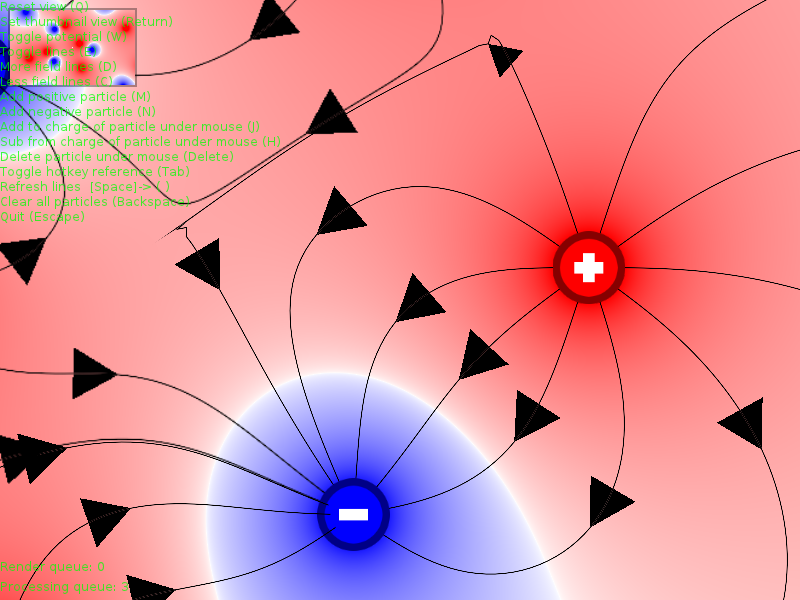 Reset view (Q)
Set thumbnail view (Return)
Toggle potential (W)
Toggle lines
More field lines (D)
Less field lines (C)
Add positive particle (M)
Add negative particle (N)
Add to charge of particle under mouse (J)
Sub from charge of particle under mouse (H)
Delete particle under mouse (Delete)
Toggle hotkey reference (Tab)
Refresh lines [Space]->(,)
Clear all particles (Backspace)
Quit (Escape)
Render queue: 0
Processing queue: 3